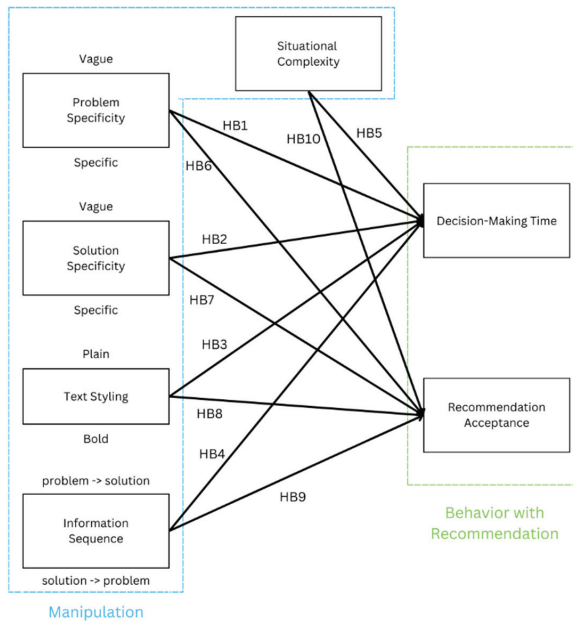 Situational
Complexity
Vague
Problem
Specificity
Specific
HB1
HB10
HB5
HB6
Vague
Solution
Specificity
Specific
HB2
HB7
Decision-Making Time
Plain
Text Styling
Bold
HB3
HB8
Recommendation
Acceptance
problem -> solution
Information
Sequence
solution -> problem
HB4
HB9
Behavior with
Recommendation
Manipulation